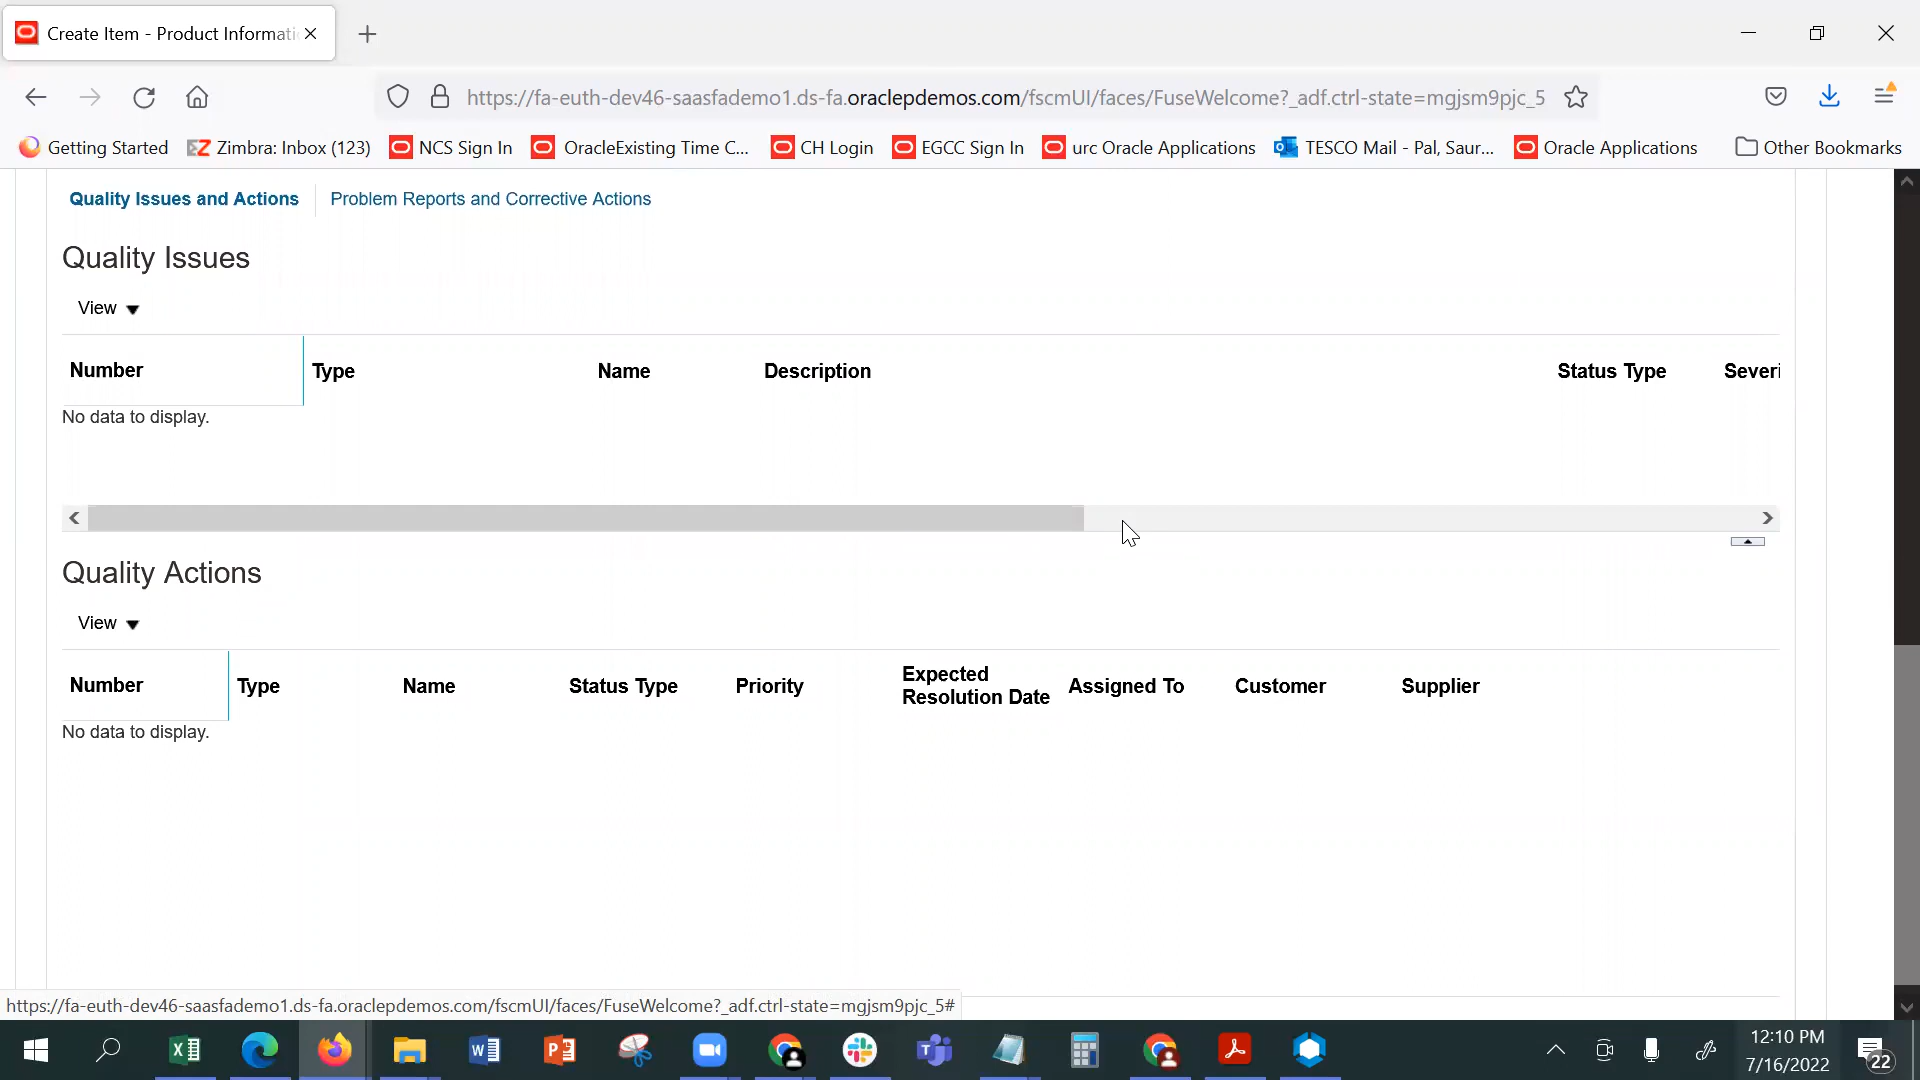 Create Item - Product Informati
https://fa-euth-dev46-saasfademo1.ds-fa.oraclepdemos.com/fscmUI/faces/FuseWelcome?_adf.ctrl-state=mgjsm9pjc_5
Getting Started Zimbra: Inbox (123) NCS Sign In OracleExisting Time C... CH Login EGCC Sign In urc Oracle Applications TESCO Mail - Pal, Saur... Oracle Applications Other Bookmarks
Quality Issues and Actions Problem Reports and Corrective Actions
Quality Issues
View
Number Type Name Description Status Type Severi
No data to display.
Quality Actions
View
Number Type Name Status Type Priority Expected Resolution Date Assigned To Customer Supplier
No data to display.
https://fa-euth-dev46-saasfademo1.ds-fa.oraclepdemos.com/fscmUI/faces/FuseWelcome?_adf.ctrl-state=mgjsm9pjc_5#
12:10 PM
7/16/2022
22